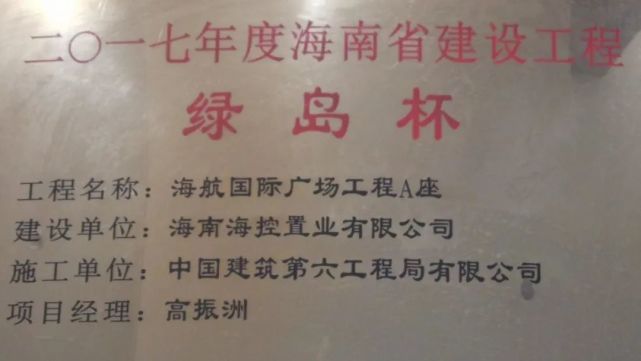 二〇一七年度海南省建设工程
绿岛杯
工程名称：海航国际广场工程A座
建设单位：海南海控置业有限公司
施工单位：中国建筑第六工程局有限公司
项目经理：高振洲